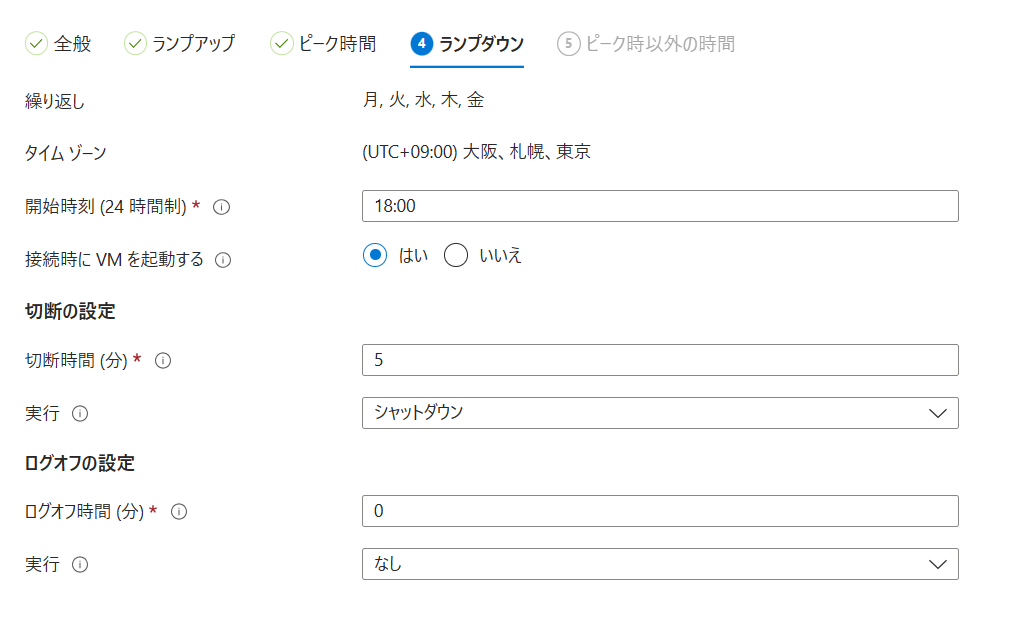 全般 ランプアップ ピーク時間 4 ランプダウン 5 ピーク時以外の時間
繰り返し 月, 火, 水, 木, 金
タイム ゾーン (UTC+09:00) 大阪、札幌、東京
開始時刻 (24 時間制) * 18:00
接続時に VM を起動する はい いいえ
切断の設定
切断時間 (分) * 5
実行 シャットダウン
ログオフの設定
ログオフ時間 (分) * 0
実行 なし